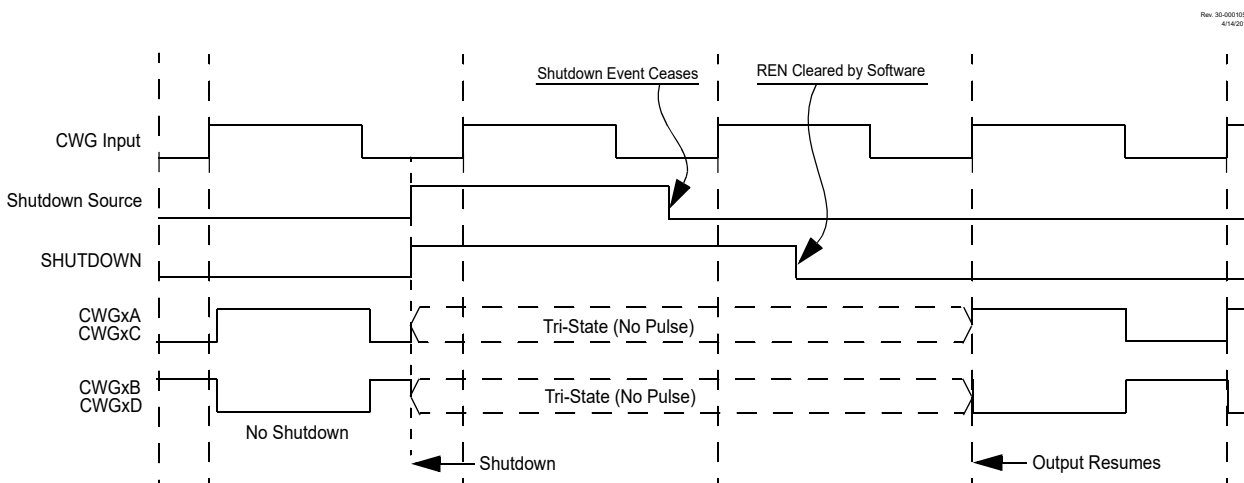 Rev. 30-000105
4/14/20
Shutdown Event Ceases
REN Cleared by Software
CWG Input
Shutdown Source
SHUTDOWN
CWGxA
CWGxC
Tri-State (No Pulse)
CWGxB
CWGxD
Tri-State (No Pulse)
No Shutdown
Shutdown
Output Resumes